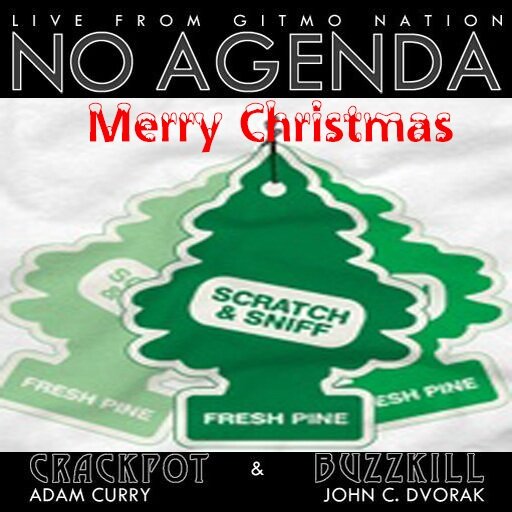 LIVE FROM GITMO NATION
NO AGENDA
Merry Christmas
SCRATCH
& SNIFF
FRESH PINE
FRESH PINE
ESH PINE
CRACKPOT & BUZZKILL
ADAM CURRY JOHN C. DVORAK